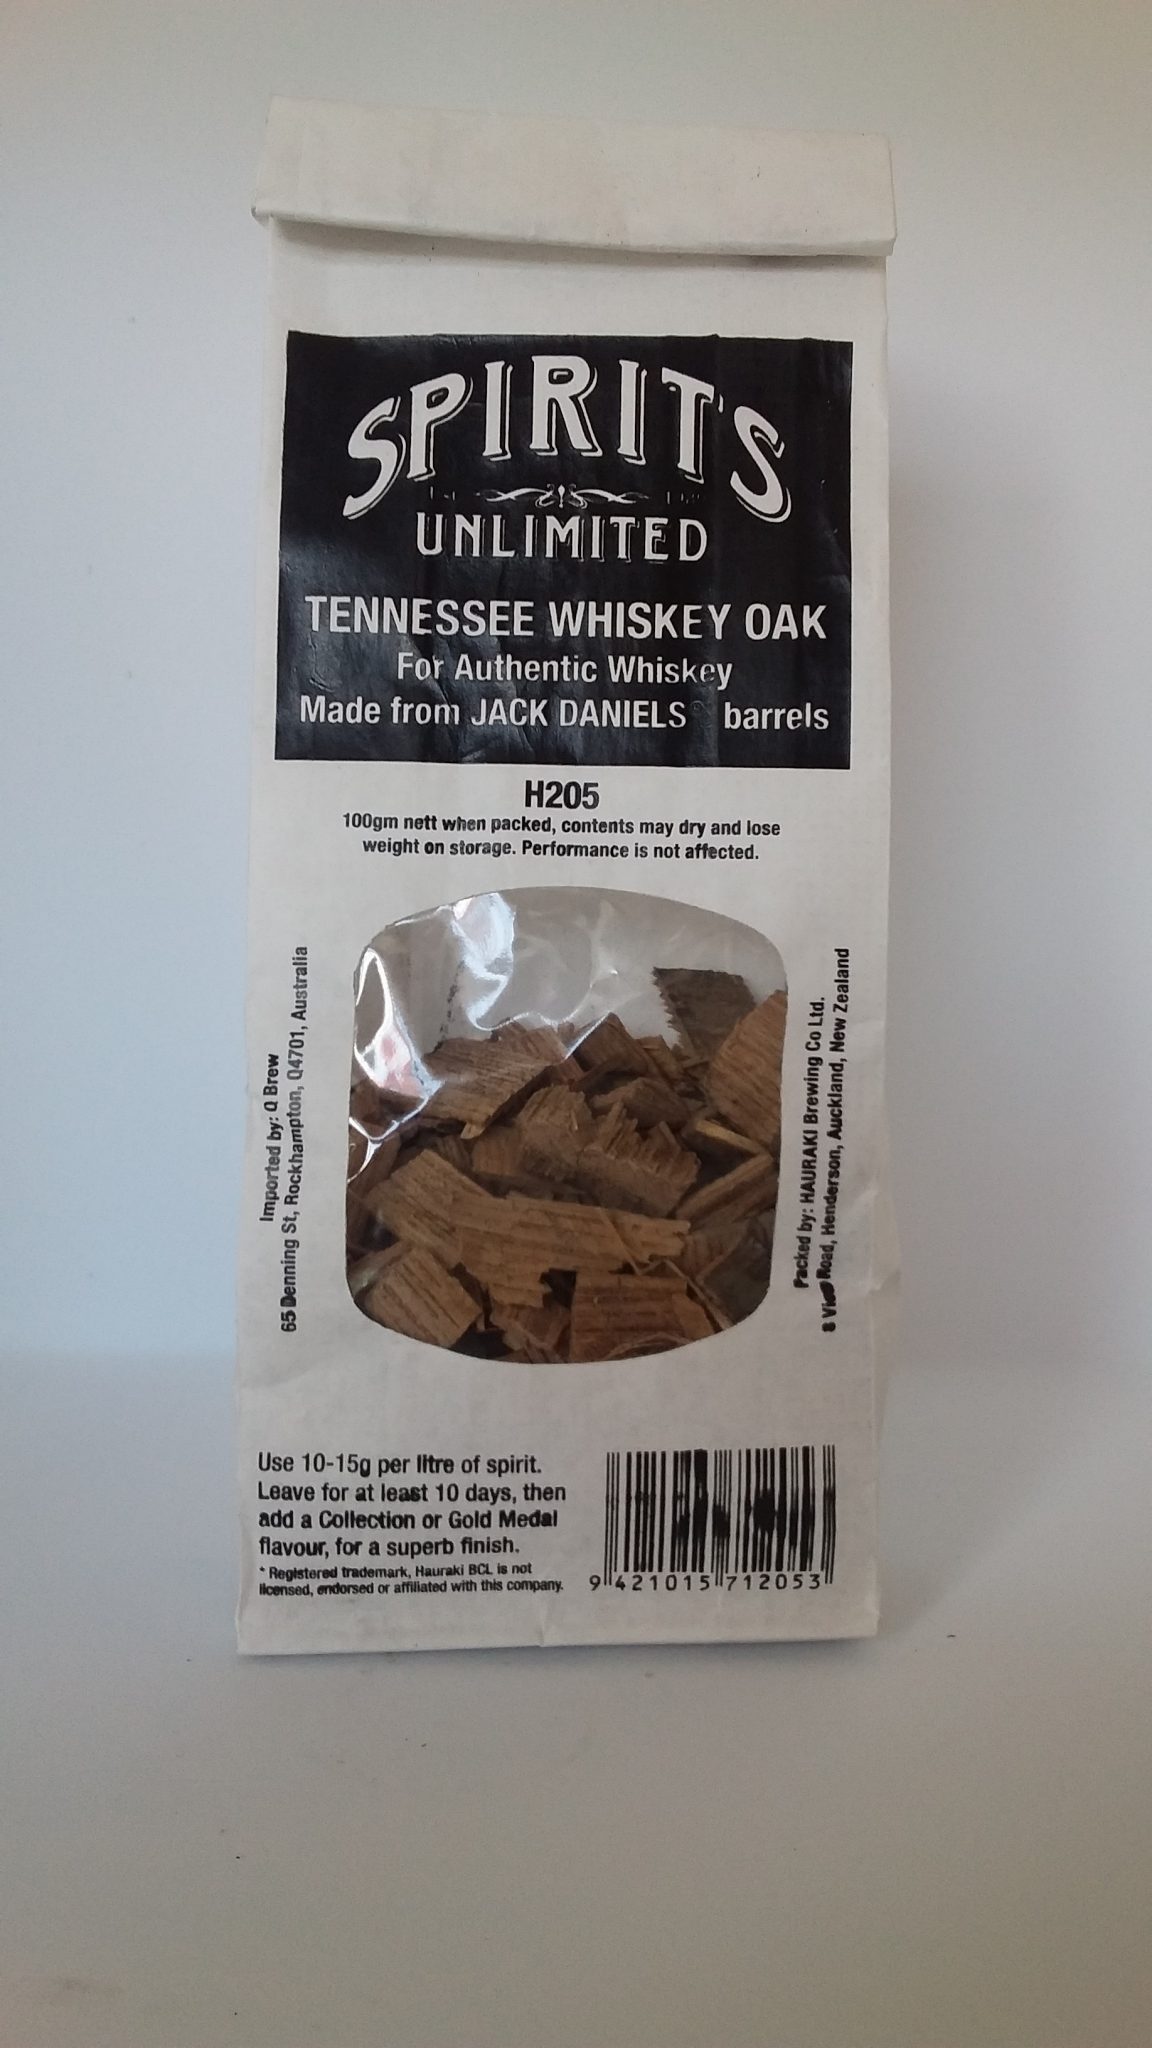 SPIRIT'S
UNLIMITED
TENNESSEE WHISKEY OAK
For Authentic Whiskey
Made from JACK DANIELS barrels
H205
100gm nett when packed, contents may dry and lose
weight on storage. Performance is not affected.
Imported by: Q Brew
65 Denning St, Rockhampton, Q4701, Australia
Packed by: HAURAKI Brewing Co Ltd.
8 View Road, Henderson, Auckland, New Zealand
Use 10-15g per litre of spirit.
Leave for at least 10 days, then
add a Collection or Gold Medal
flavour, for a superb finish.
* Registered trademark, Hauraki BCL is not
licensed, endorsed or affiliated with this company.
9 421015 712053